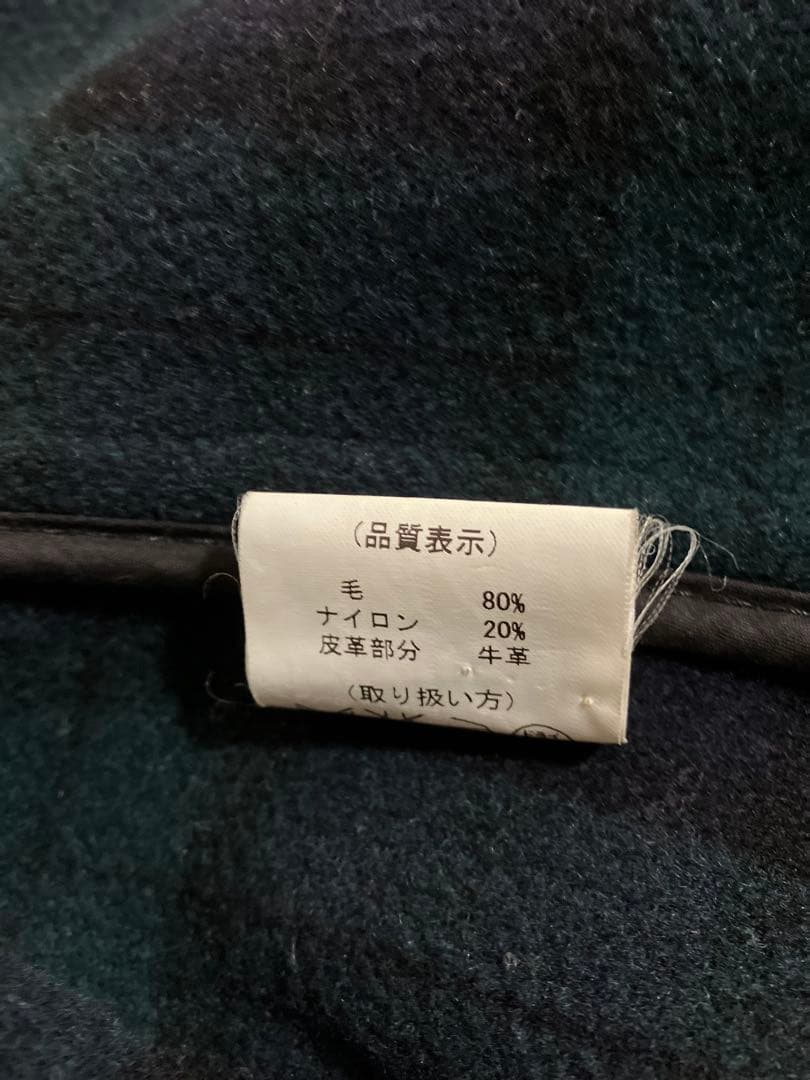 (品質表示)
毛 80%
ナイロン 20%
皮革部分 牛革
(取り扱い方)